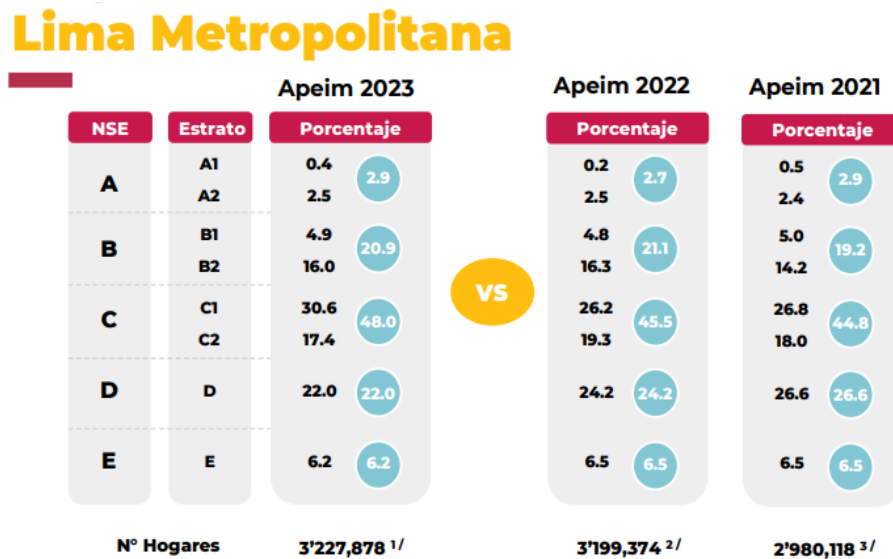 Lima Metropolitana
Apeim 2023 Apeim 2022 Apeim 2021
NSE Estrato Porcentaje Porcentaje Porcentaje
A1 0.4 0.2 0.5
A 2.9 2.7 2.9
A2 2.5 2.5 2.4
B1 4.9 4.8 5.0
B 20.9 21.1 19.2
B2 16.0 16.3 14.2
VS
C1 30.6 26.2 26.8
C 48.0 45.5 44.8
C2 17.4 19.3 18.0
D D 22.0 22.0 24.2 24.2 26.6 26.6
E E 6.2 6.2 6.5 6.5 6.5 6.5
N° Hogares 3'227,878 1/ 3'199,374 2/ 2'980,118 3/